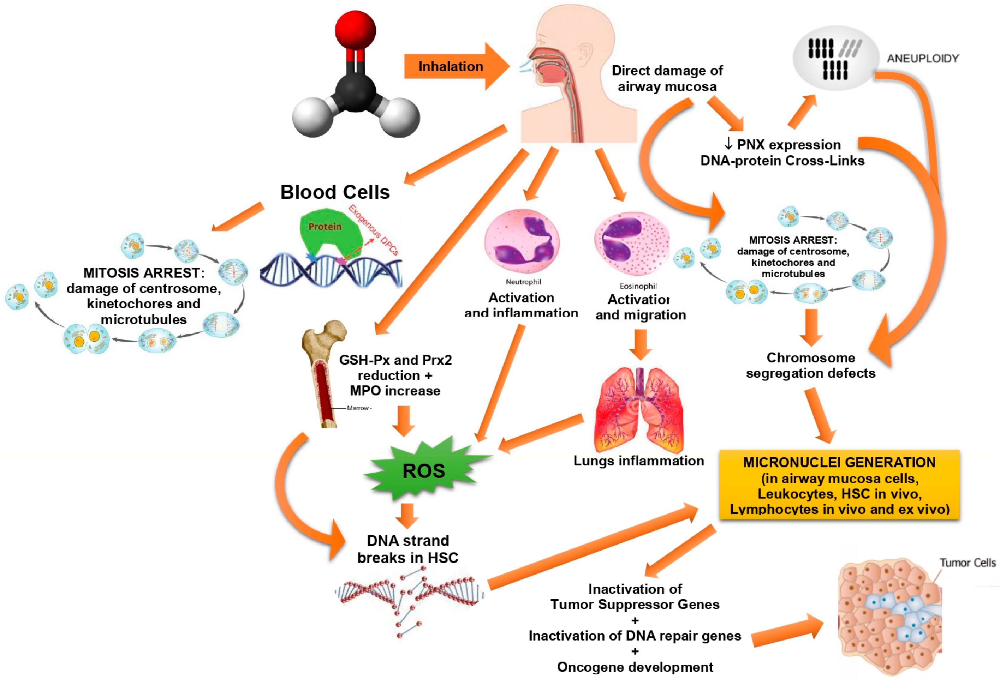 Inhalation
Direct damage of
airway mucosa
ANEUPLOIDY
↓ PNX expression
DNA-protein Cross-Links
Blood Cells
Protein
Exogenous DPCs
MITOSIS ARREST:
damage of centrosome,
kinetochores and
microtubules
Neutrophil
Activation
and inflammation
Eosinophil
Activation
and migration
MITOSIS ARREST:
damage of centrosome,
kinetochores and
microtubules
GSH-Px and Prx2
reduction +
MPO increase
Marrow -
Chromosome
segregation defects
ROS
Lungs inflammation
MICRONUCLEI GENERATION
(in airway mucosa cells,
Leukocytes, HSC in vivo,
Lymphocytes in vivo and ex vivo)
DNA strand
breaks in HSC
Inactivation of
Tumor Suppressor Genes
+
Inactivation of DNA repair genes
+
Oncogene development
Tumor Cells